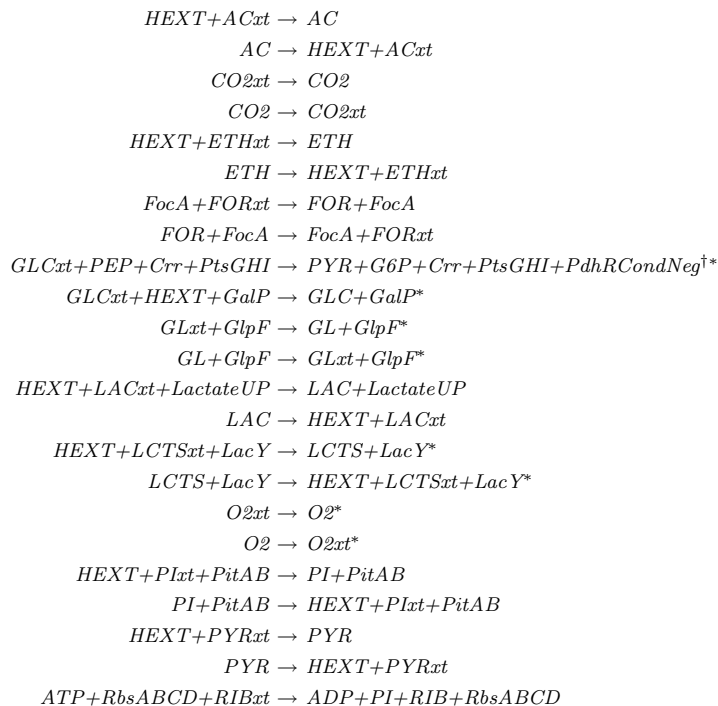 HEXT+ACxt → AC
AC → HEXT+ACxt
CO2xt → CO2
CO2 → CO2xt
HEXT+ETHxt → ETH
ETH → HEXT+ETHxt
FocA+FORxt → FOR+FocA
FOR+FocA → FocA+FORxt
GLCxt+PEP+Crr+PtsGHI → PYR+G6P+Crr+PtsGHI+PdhRCondNeg†*
GLCxt+HEXT+GalP → GLC+GalP*
GLxt+GlpF → GL+GlpF*
GL+GlpF → GLxt+GlpF*
HEXT+LACxt+LactateUP → LAC+LactateUP
LAC → HEXT+LACxt
HEXT+LCTSxt+LacY → LCTS+LacY*
LCTS+LacY → HEXT+LCTSxt+LacY*
O2xt → O2*
O2 → O2xt*
HEXT+PIxt+PitAB → PI+PitAB
PI+PitAB → HEXT+PIxt+PitAB
HEXT+PYRxt → PYR
PYR → HEXT+PYRxt
ATP+RbsABCD+RIBxt → ADP+PI+RIB+RbsABCD